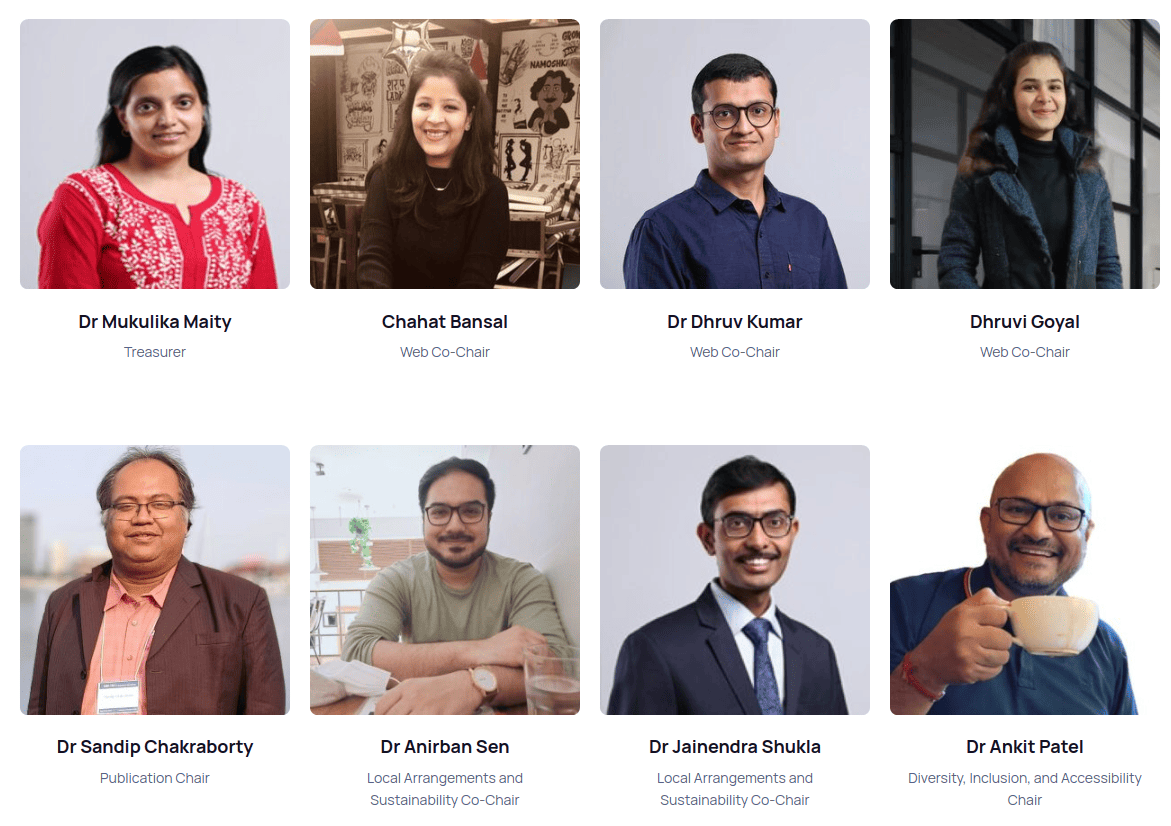 NAMOSHKA
Dr Mukulika Maity
Chahat Bansal
Dr Dhruv Kumar
Dhruvi Goyal
Treasurer
Web Co-Chair
Web Co-Chair
Web Co-Chair
Dr Sandip Chakraborty
Dr Anirban Sen
Dr Jainendra Shukla
Dr Ankit Patel
Publication Chair
Local Arrangements and
Sustainability Co-Chair
Local Arrangements and
Sustainability Co-Chair
Diversity, Inclusion, and Accessibility
Chair